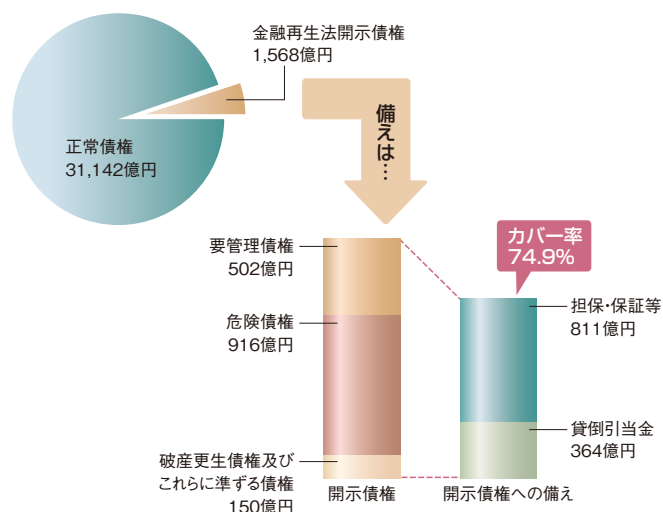 金融再生法開示債権
1,568億円
正常債権
31,142億円
備えは…
要管理債権
502億円
危険債権
916億円
破産更生債権及び
これらに準ずる債権
150億円
開示債権
カバー率
74.9%
担保・保証等
811億円
貸倒引当金
364億円
開示債権への備え